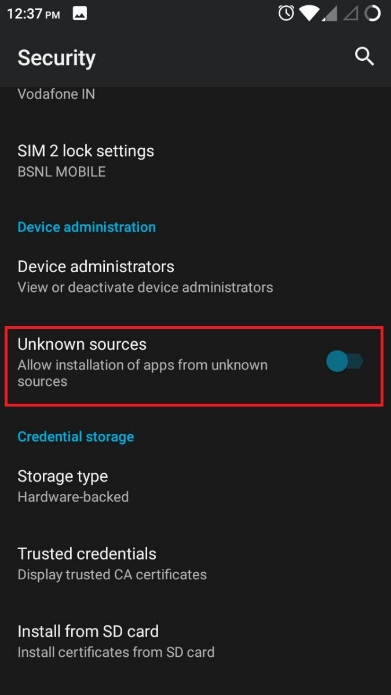 12:37 PM
Security
Vodafone IN
SIM 2 lock settings
BSNL MOBILE
Device administration
Device administrators
View or deactivate device administrators
Unknown sources
Allow installation of apps from unknown
sources
Credential storage
Storage type
Hardware-backed
Trusted credentials
Display trusted CA certificates
Install from SD card
Install certificates from SD card